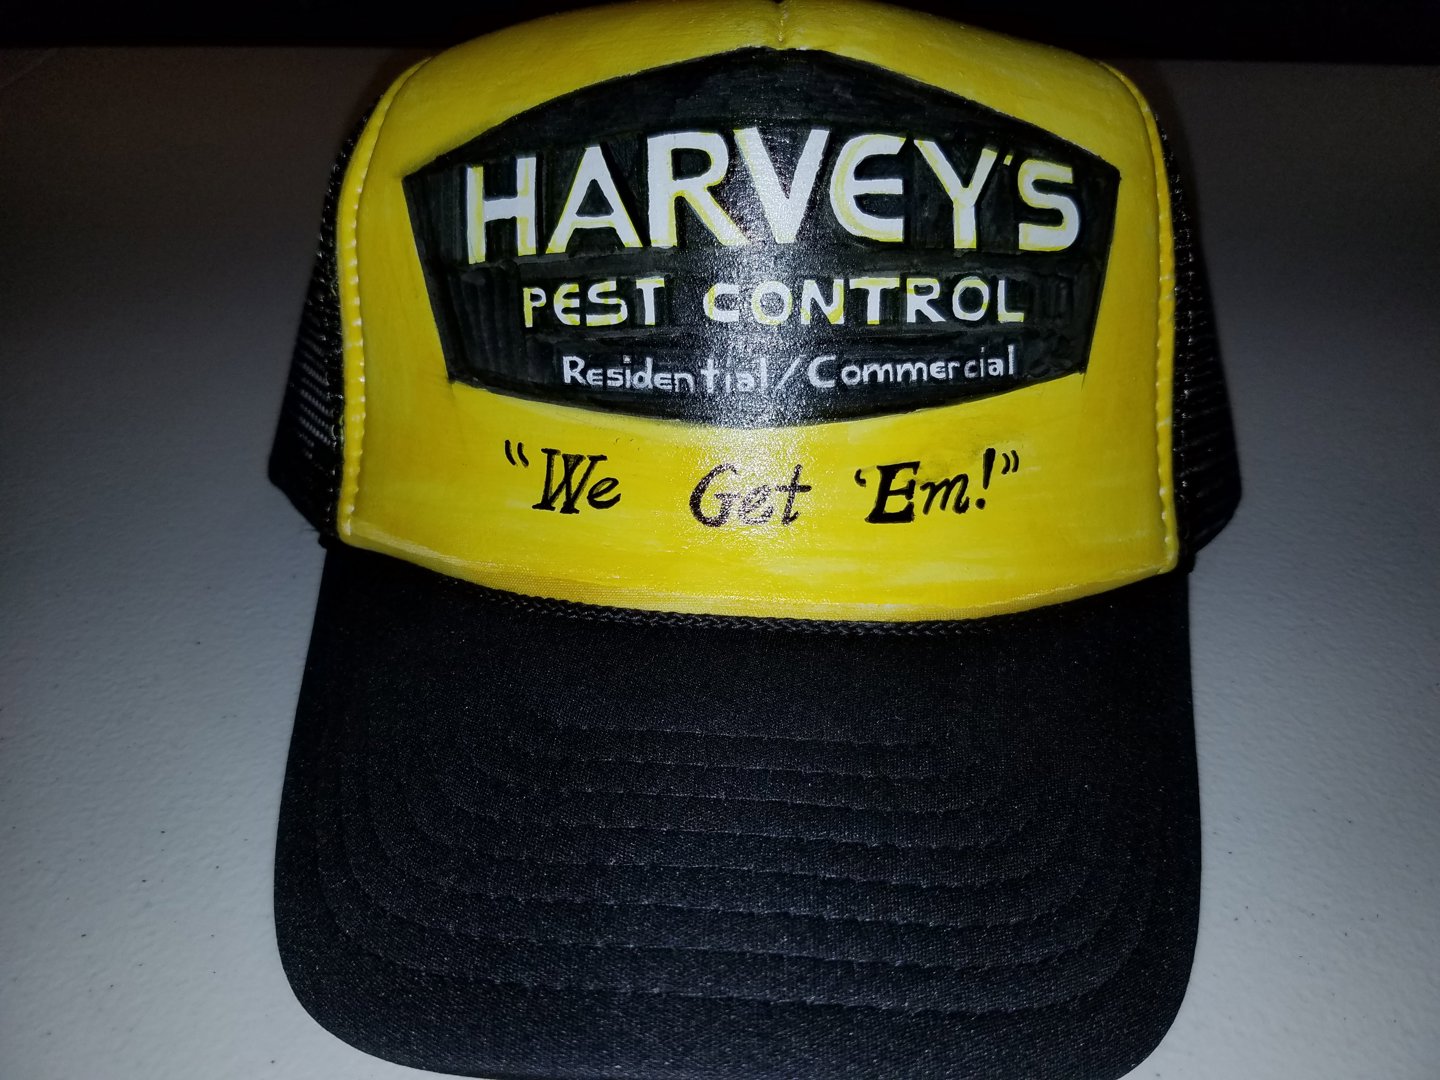 HARVEY'S
PEST CONTROL
Residential/Commercial
"We Get 'Em!"